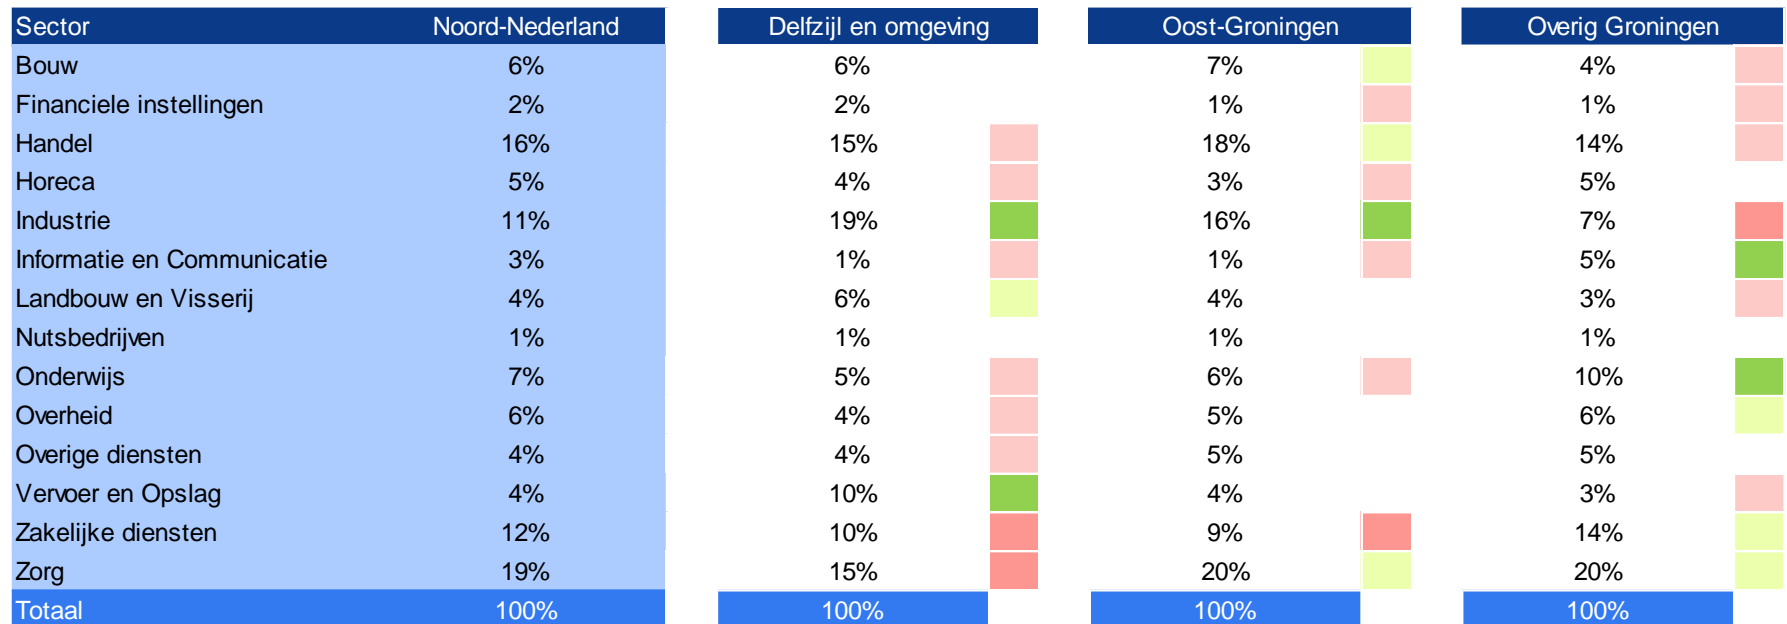 Sector Noord-Nederland Delfzijl en omgeving Oost-Groningen Overig Groningen
Bouw 6% 6% 7% 4%
Financiele instellingen 2% 2% 1% 1%
Handel 16% 15% 18% 14%
Horeca 5% 4% 3% 5%
Industrie 11% 19% 16% 7%
Informatie en Communicatie 3% 1% 1% 5%
Landbouw en Visserij 4% 6% 4% 3%
Nutsbedrijven 1% 1% 1% 1%
Onderwijs 7% 5% 6% 10%
Overheid 6% 4% 5% 6%
Overige diensten 4% 4% 5% 5%
Vervoer en Opslag 4% 10% 4% 3%
Zakelijke diensten 12% 10% 9% 14%
Zorg 19% 15% 20% 20%
Totaal 100% 100% 100% 100%